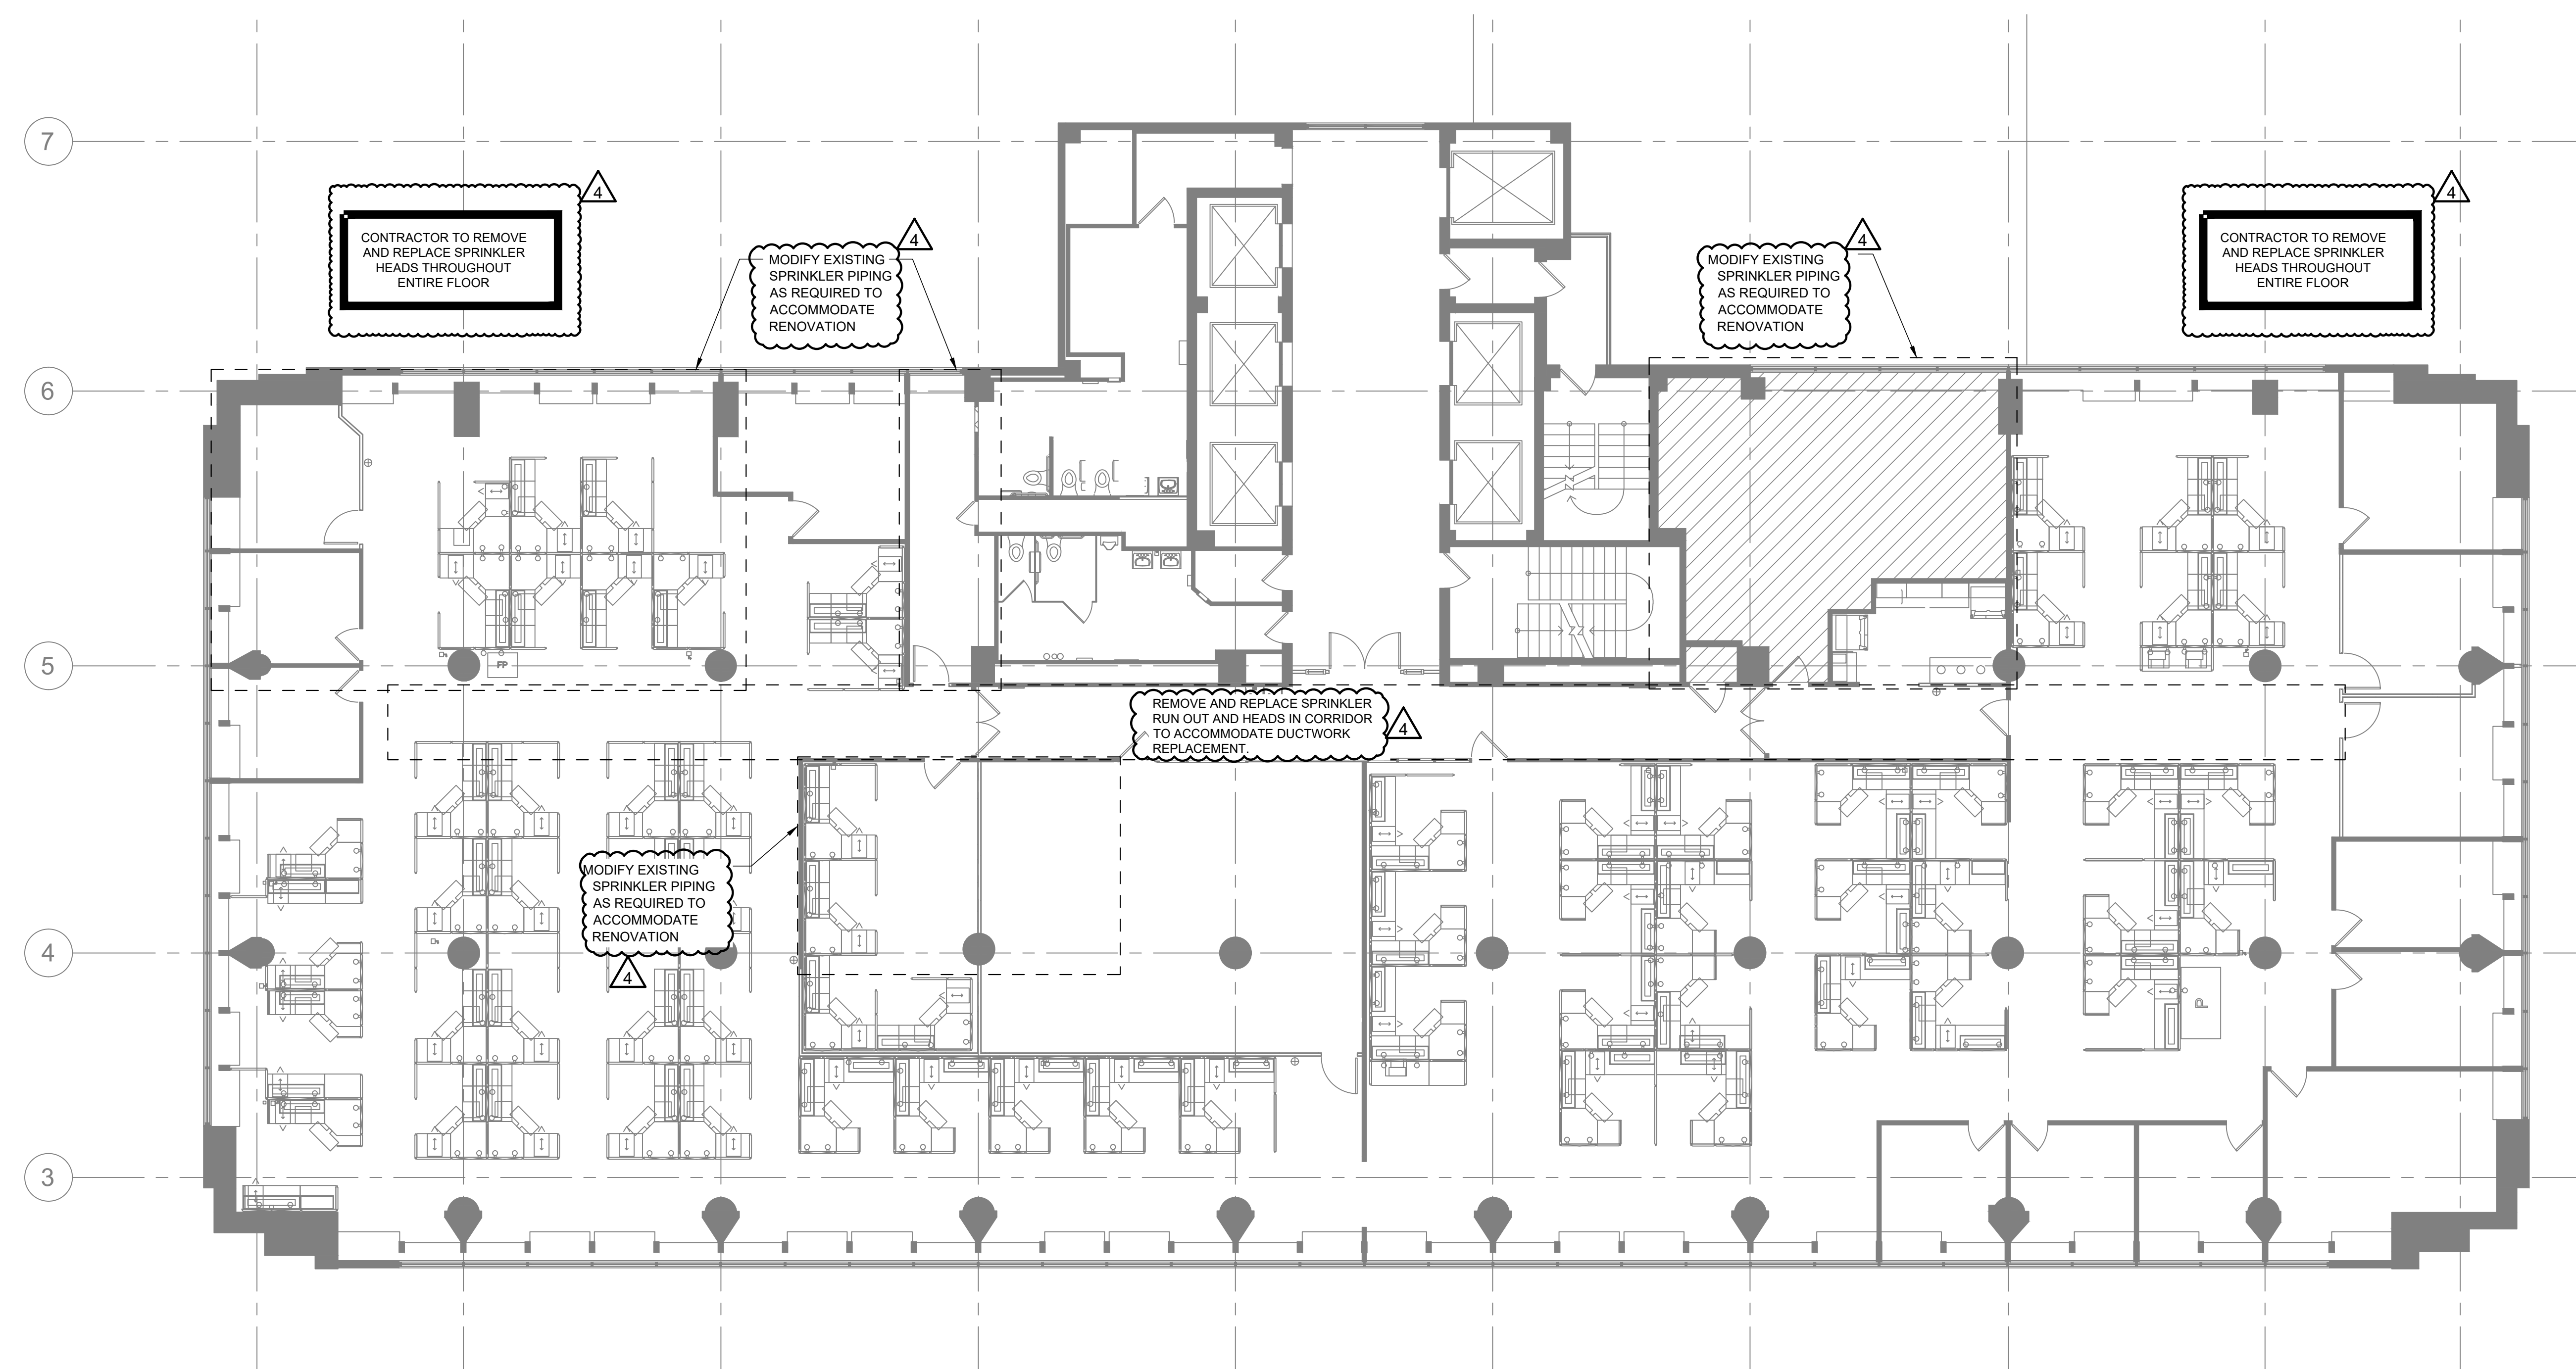 7
4
CONTRACTOR TO REMOVE
AND REPLACE SPRINKLER
HEADS THROUGHOUT
ENTIRE FLOOR
4
MODIFY EXISTING
SPRINKLER PIPING
AS REQUIRED TO
ACCOMMODATE
RENOVATION
4
MODIFY EXISTING
SPRINKLER PIPING
AS REQUIRED TO
ACCOMMODATE
RENOVATION
4
CONTRACTOR TO REMOVE
AND REPLACE SPRINKLER
HEADS THROUGHOUT
ENTIRE FLOOR
6
5
FP
REMOVE AND REPLACE SPRINKLER
RUN OUT AND HEADS IN CORRIDOR
TO ACCOMMODATE DUCTWORK
REPLACEMENT.
4
MODIFY EXISTING
SPRINKLER PIPING
AS REQUIRED TO
ACCOMMODATE
RENOVATION
4
4
P
3